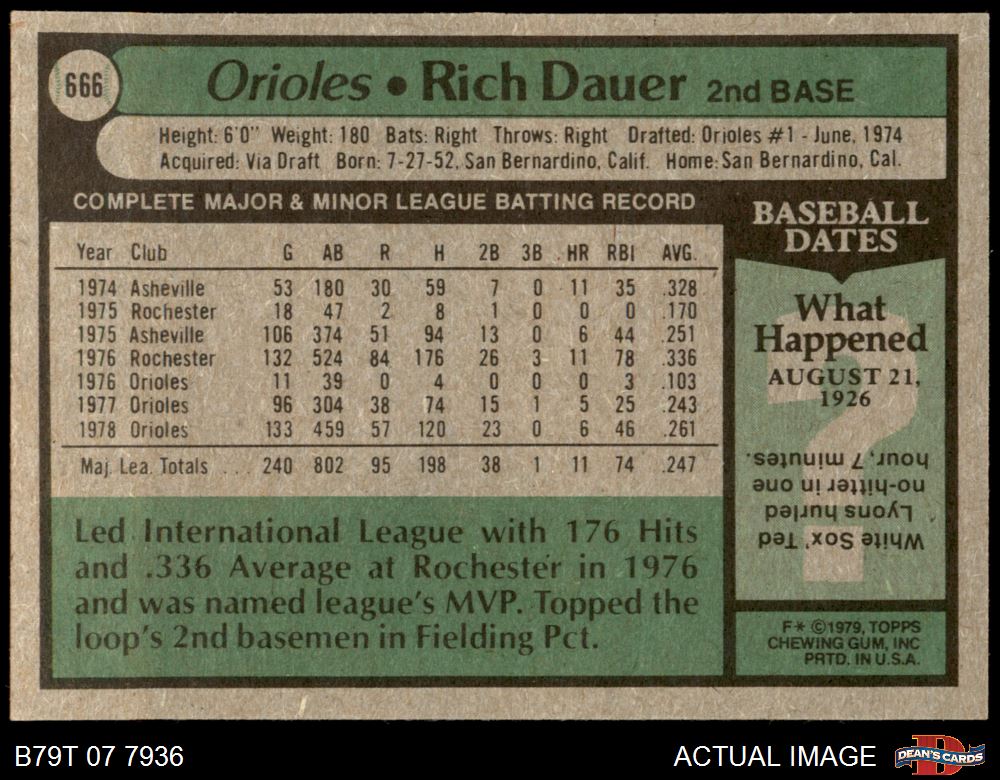 666
Orioles • Rich Dauer 2nd BASE
Height: 6'0" Weight: 180 Bats: Right Throws: Right Drafted: Orioles #1 - June, 1974
Acquired: Via Draft Born: 7-27-52, San Bernardino, Calif. Home: San Bernardino, Cal.
COMPLETE MAJOR & MINOR LEAGUE BATTING RECORD
Year Club G AB R H 2B 3B HR RBI AVG.
1974 Asheville 53 180 30 59 7 0 11 35 .328
1975 Rochester 18 47 2 8 1 0 0 0 .170
1975 Asheville 106 374 51 94 13 0 6 44 .251
1976 Rochester 132 524 84 176 26 3 11 78 .336
1976 Orioles 11 39 0 4 0 0 0 3 .103
1977 Orioles 96 304 38 74 15 1 5 25 .243
1978 Orioles 133 459 57 120 23 0 6 46 .261
Maj. Lea. Totals . . . 240 802 95 198 38 1 11 74 .247
Led International League with 176 Hits
and .336 Average at Rochester in 1976
and was named league's MVP. Topped the
loop's 2nd basemen in Fielding Pct.
BASEBALL
DATES
What
Happened
AUGUST 21,
1926
White Sox' Ted
Lyons hurled
no-hitter in one
hour, 7 minutes.
F* ©1979, TOPPS
CHEWING GUM, INC
PRTD. IN U.S.A.
B79T 07 7936
ACTUAL IMAGE
D
DEAN'S CARDS